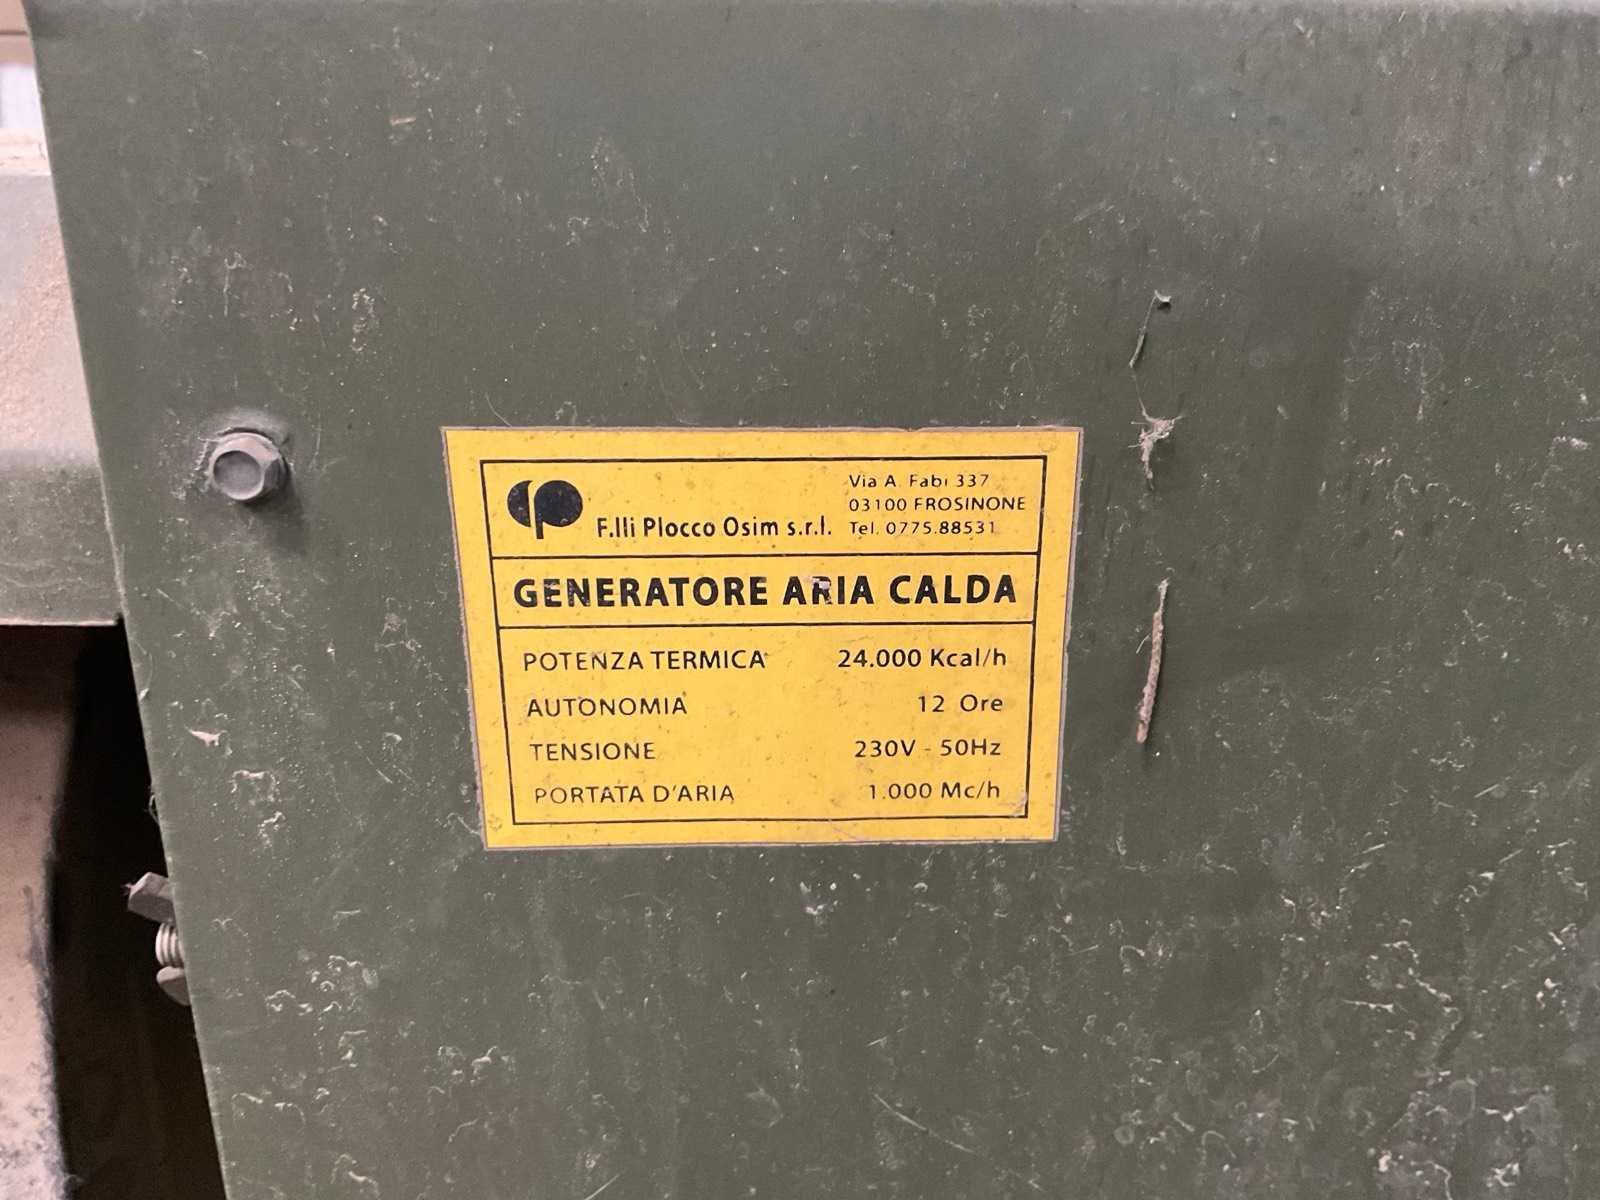 Via A. Fabi 337
03100 FROSINONE
F.lli Plocco Osim s.r.l. Tel. 0775.88531
GENERATORE ARIA CALDA
POTENZA TERMICA 24.000 Kcal/h
AUTONOMIA 12 Ore
TENSIONE 230V - 50Hz
PORTATA D'ARIA 1.000 Mc/h